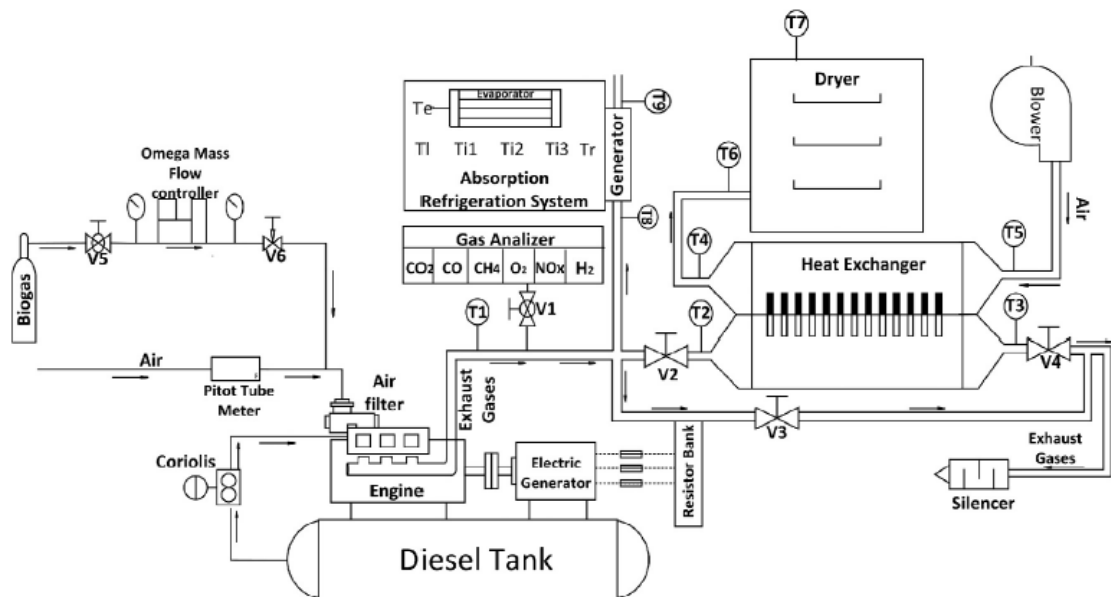 T7
Dryer
Blower
Te
Evaporator
T9
Tl Ti1 Ti2 Ti3 Tr
Absorption
Refrigeration System
Generator
T8
T6
Air
Omega Mass
Flow
controller
V5
V6
Biogas
Gas Analizer
CO2 CO CH4 O2 NOx H2
V1
T1
T4
T5
Heat Exchanger
T2
T3
V2
V4
V3
Air
Pitot Tube
Meter
Air
filter
Exhaust
Gases
Coriolis
Engine
Electric
Generator
Resistor Bank
Exhaust
Gases
Silencer
Diesel Tank